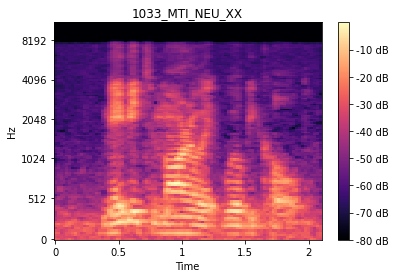 1033_MTI_NEU_XX
8192
4096
2048
1024
512
0
Hz
0
0.5
1
1.5
2
Time
-10 dB
-20 dB
-30 dB
-40 dB
-50 dB
-60 dB
-70 dB
-80 dB